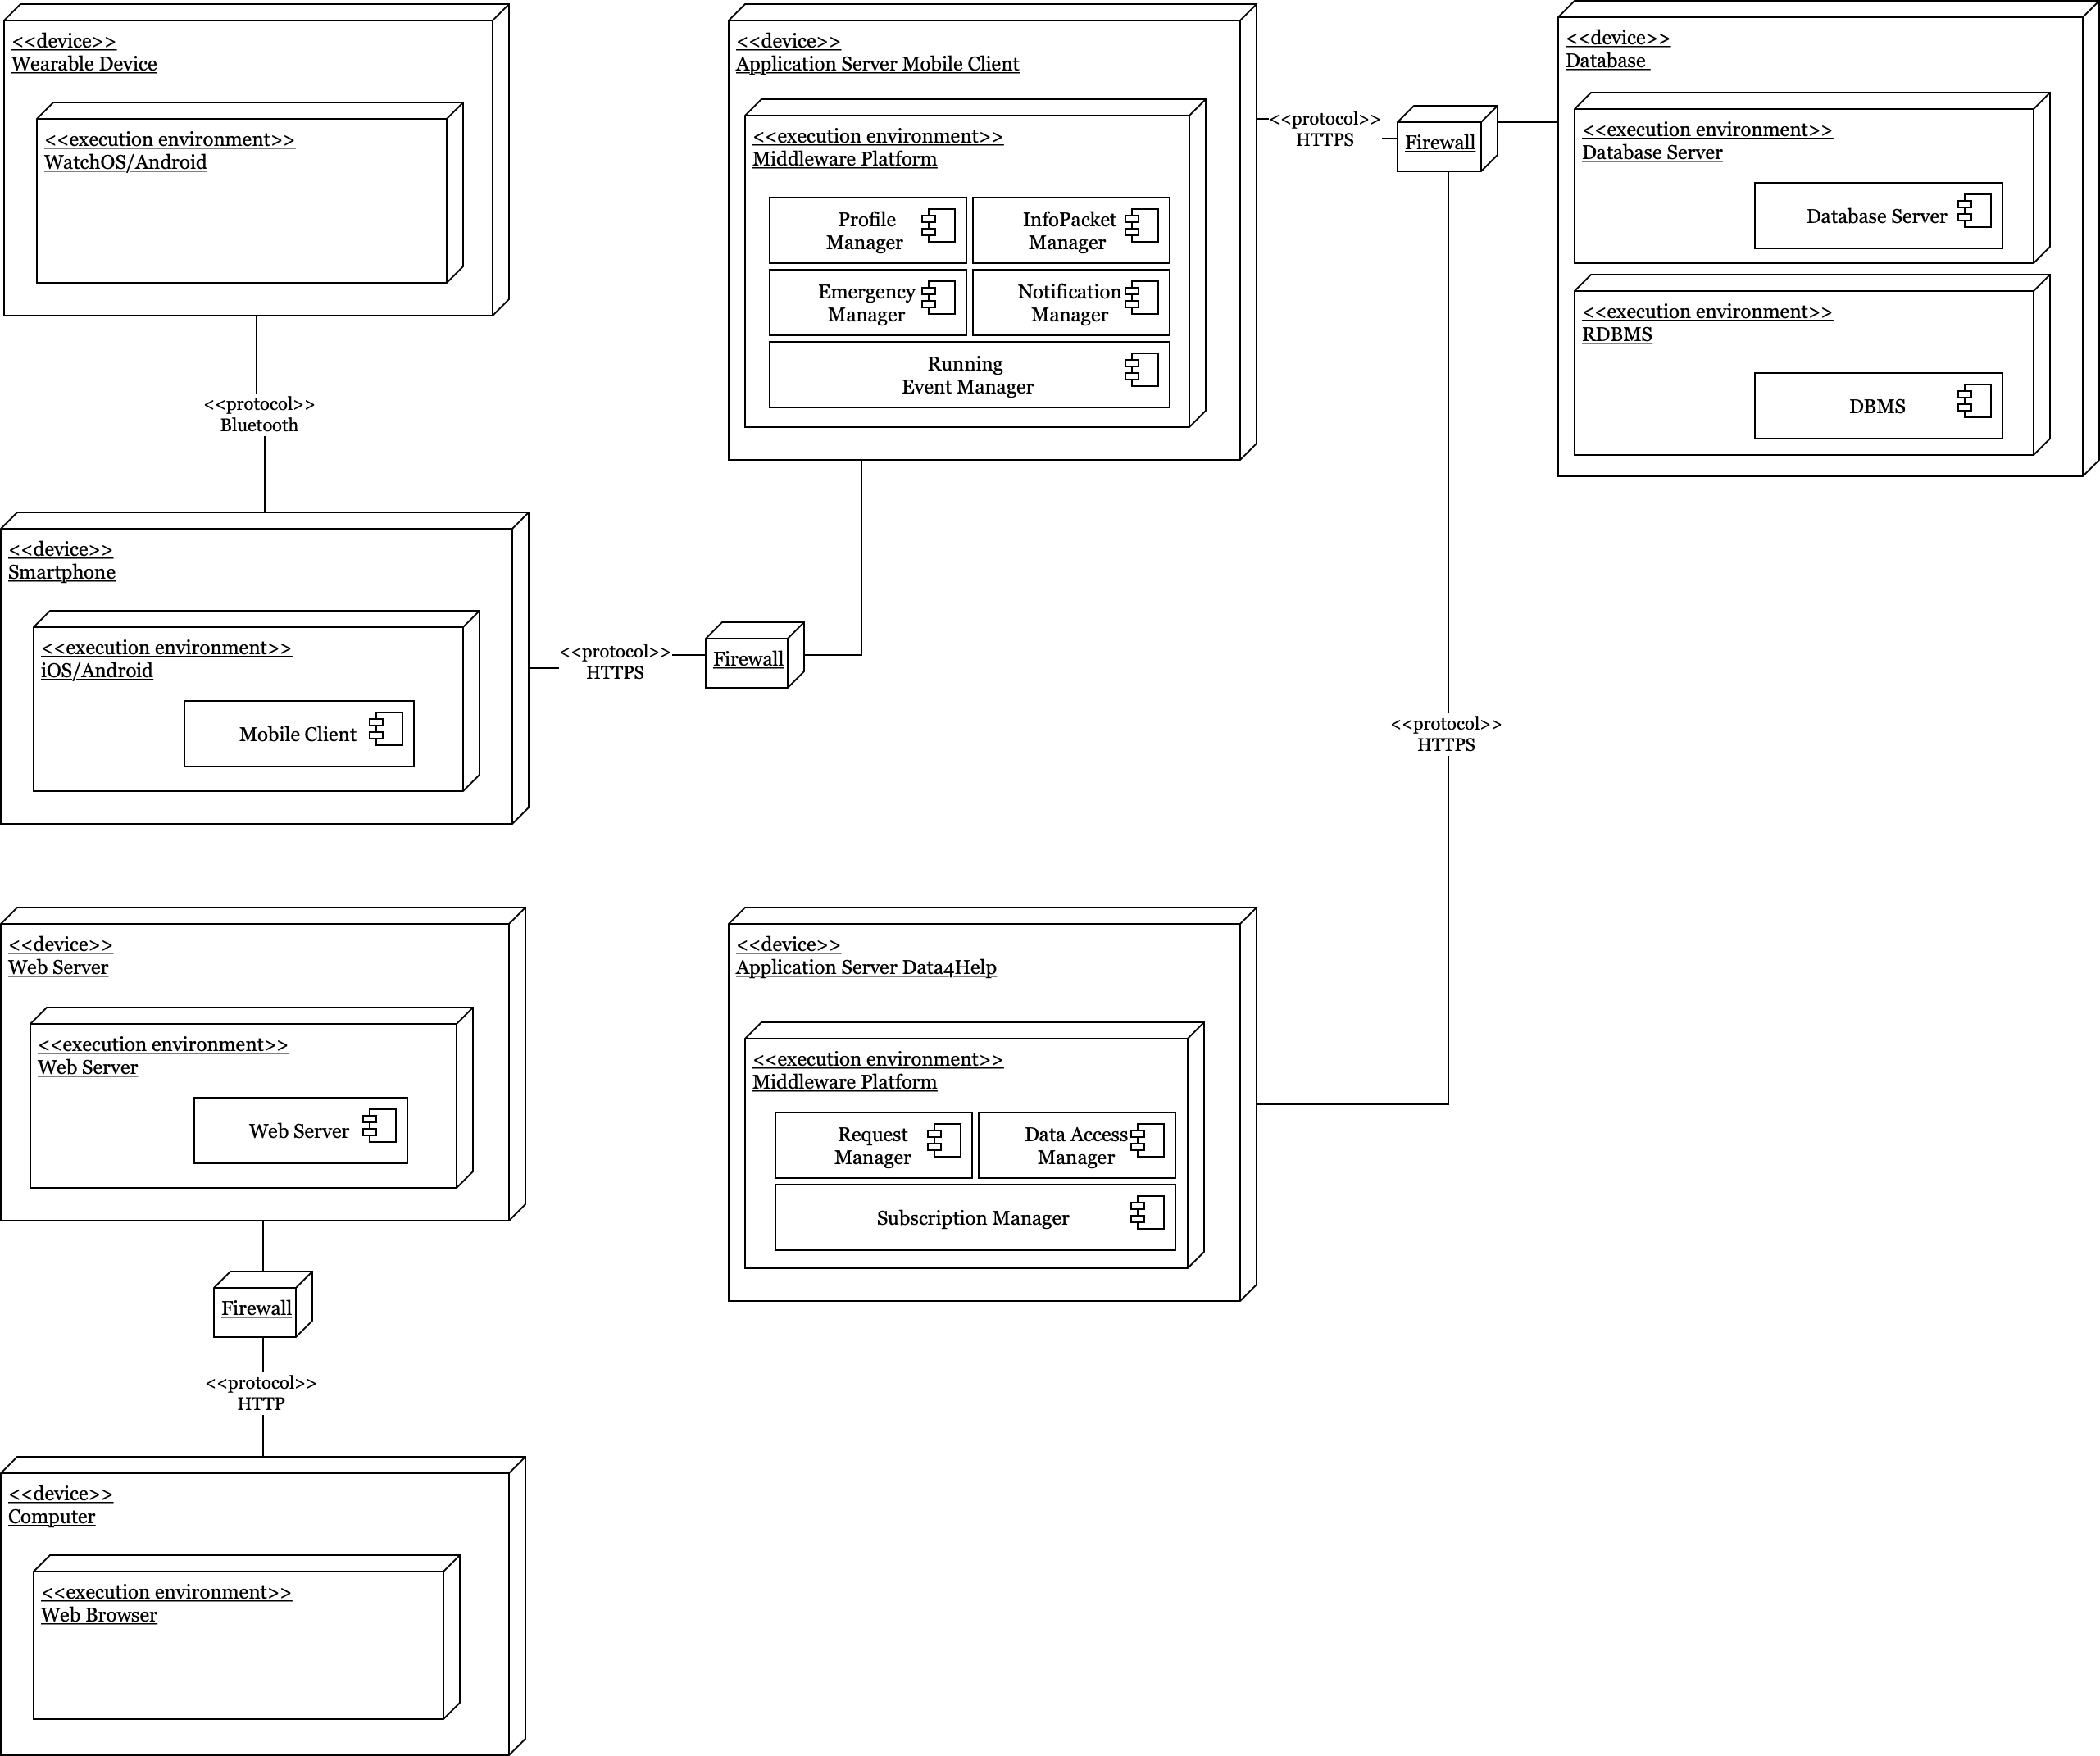 <<device>>
Wearable Device
<<execution environment>>
WatchOS/Android
<<protocol>>
Bluetooth
<<device>>
Smartphone
<<execution environment>>
iOS/Android
Mobile Client
<<protocol>>
HTTPS
Firewall
<<device>>
Application Server Mobile Client
<<execution environment>>
Middleware Platform
Profile
Manager
InfoPacket
Manager
Emergency
Manager
Notification
Manager
Running
Event Manager
<<protocol>>
HTTPS
Firewall
<<device>>
Database
<<execution environment>>
Database Server
Database Server
<<execution environment>>
RDBMS
DBMS
<<protocol>>
HTTPS
<<device>>
Web Server
<<execution environment>>
Web Server
Web Server
Firewall
<<protocol>>
HTTP
<<device>>
Computer
<<execution environment>>
Web Browser
<<device>>
Application Server Data4Help
<<execution environment>>
Middleware Platform
Request
Manager
Data Access
Manager
Subscription Manager